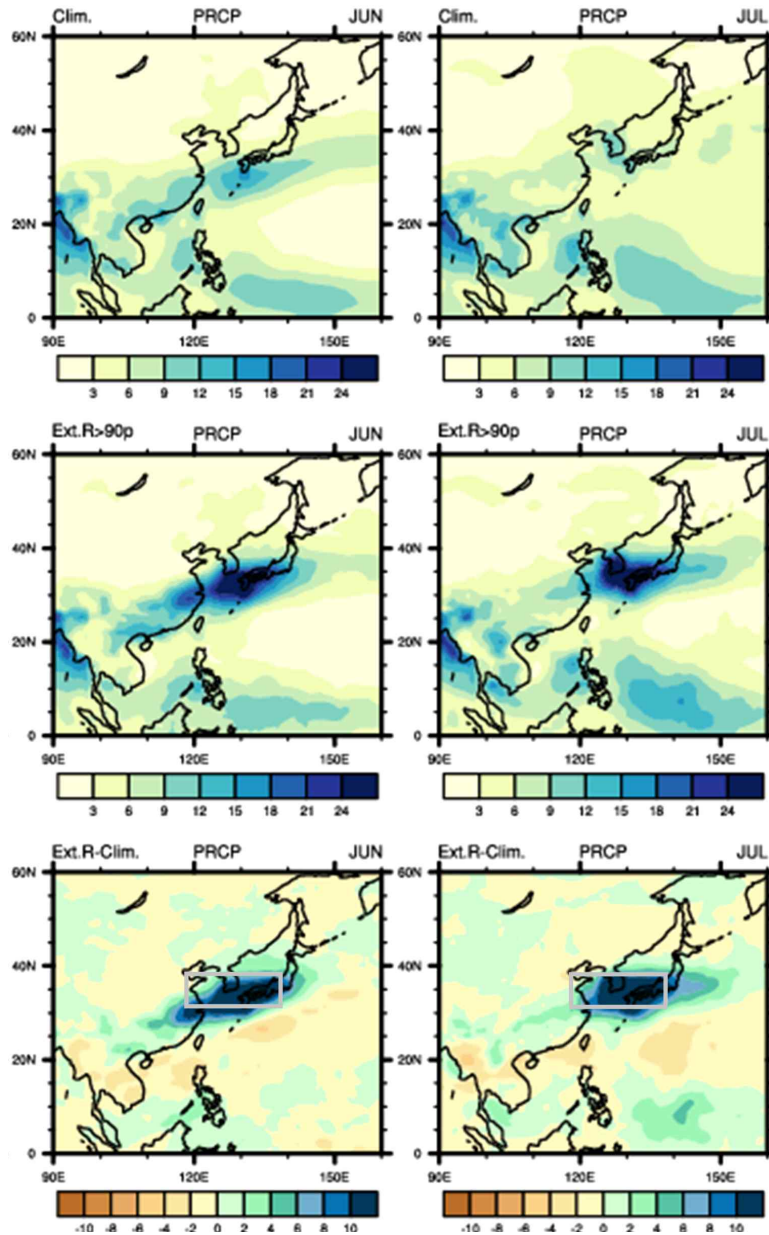 Clim. PRCP JUN
60N
40N
20N
0
90E 120E 150E
3 6 9 12 15 18 21 24
Clim. PRCP JUL
60N
40N
20N
0
90E 120E 150E
3 6 9 12 15 18 21 24
Ext.R>90p PRCP JUN
60N
40N
20N
0
90E 120E 150E
3 6 9 12 15 18 21 24
Ext.R>90p PRCP JUL
60N
40N
20N
0
90E 120E 150E
3 6 9 12 15 18 21 24
Ext.R-Clim. PRCP JUN
60N
40N
20N
0
90E 120E 150E
-10 -8 -6 -4 -2 0 2 4 6 8 10
Ext.R-Clim. PRCP JUL
60N
40N
20N
0
90E 120E 150E
-10 -8 -6 -4 -2 0 2 4 6 8 10